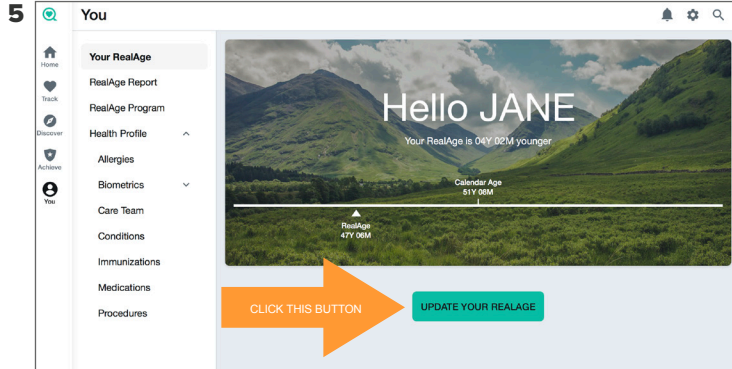 5
You
Home
Track
Discover
Achieve
You
Your RealAge
RealAge Report
RealAge Program
Health Profile
Allergies
Biometrics
Care Team
Conditions
Immunizations
Medications
Procedures
Hello JANE
Your RealAge is 04Y 02M younger
Calendar Age
51Y 08M
RealAge
47Y 06M
CLICK THIS BUTTON
UPDATE YOUR REALAGE